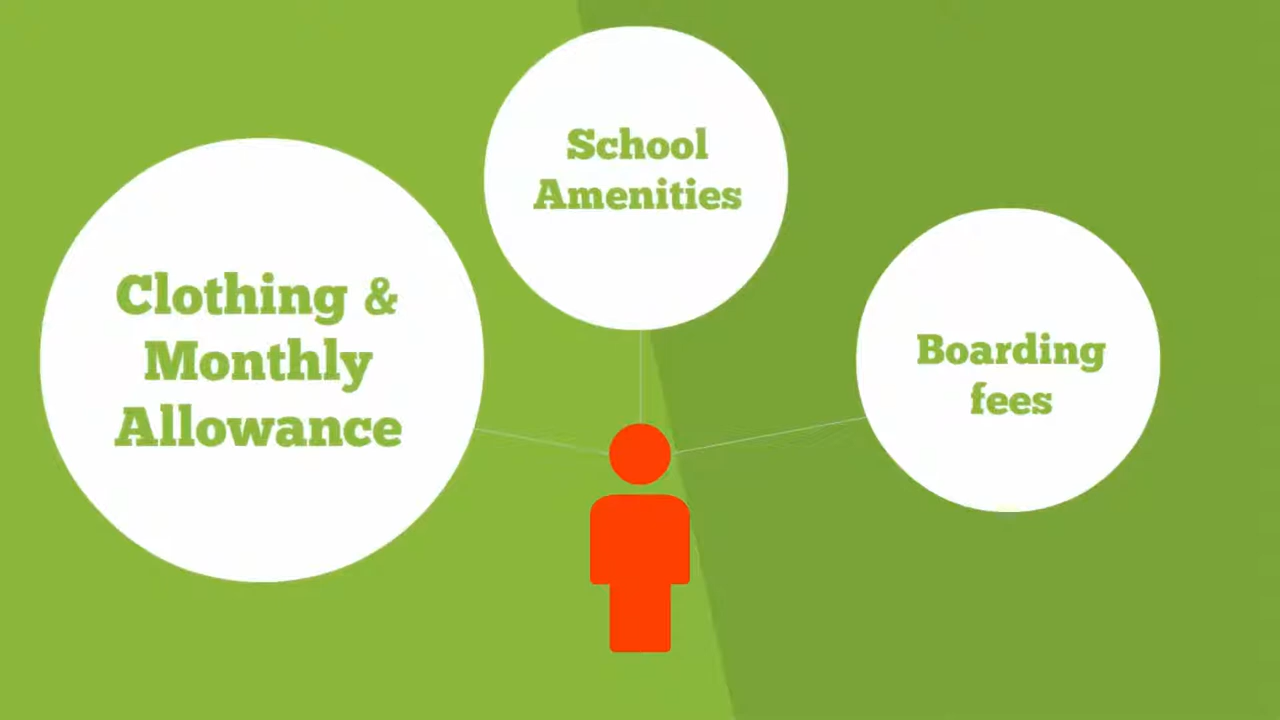 Clothing &
Monthly
Allowance
School
Amenities
Boarding
fees